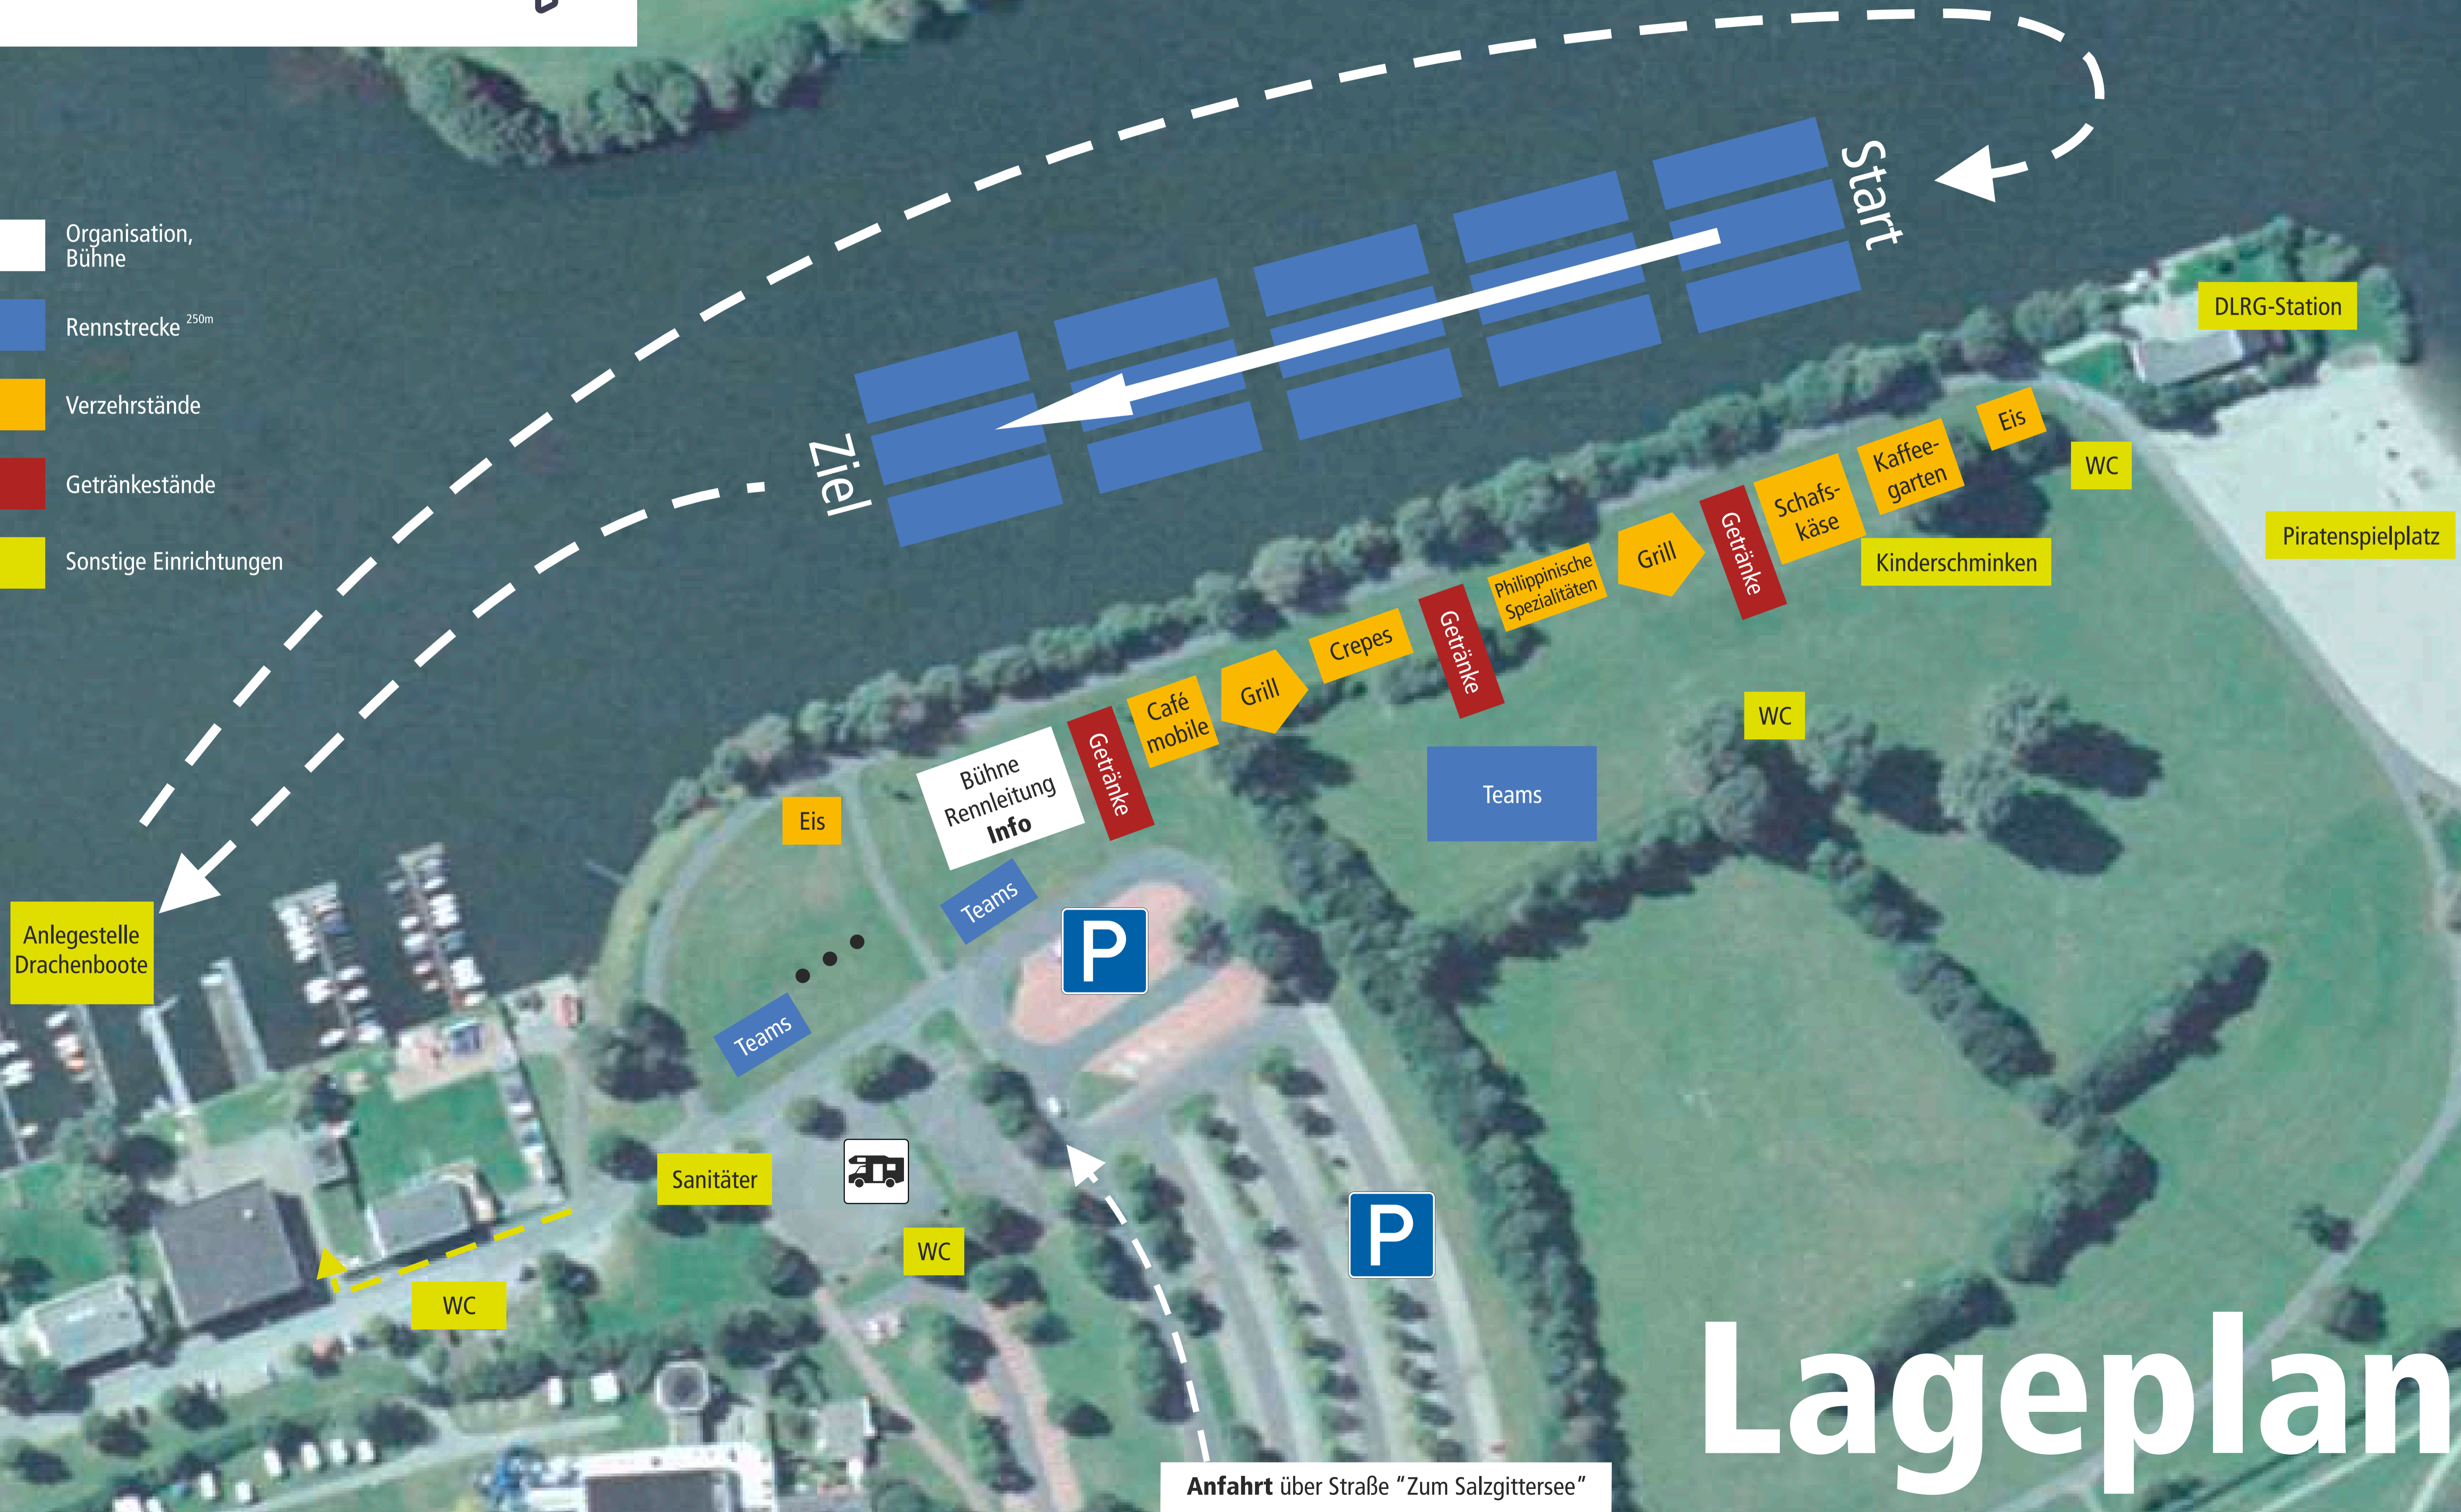 Organisation,
Bühne
Rennstrecke 250m
Verzehrstände
Getränkestände
Sonstige Einrichtungen
Start
Ziel
DLRG-Station
Eis
WC
Kaffee-
garten
Schafs-
käse
Piratenspielplatz
Kinderschminken
Getränke
Grill
Philippinische
Spezialitäten
Getränke
Crepes
Grill
Café
mobile
Getränke
Bühne
Rennleitung
Info
WC
Teams
Eis
Teams
Anlegestelle
Drachenboote
P
Teams
Sanitäter
WC
P
WC
Lageplan
Anfahrt über Straße “Zum Salzgittersee”